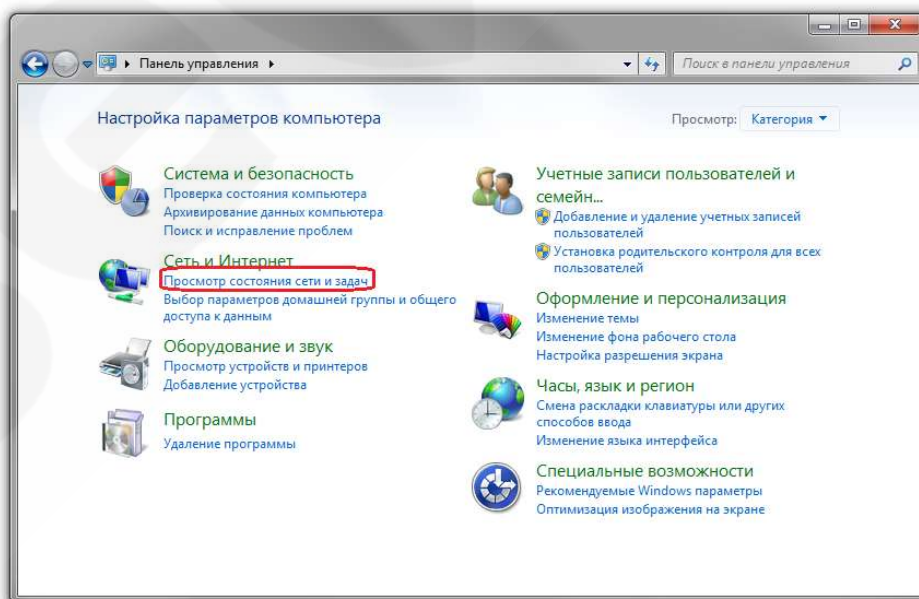 Панель управления
Поиск в панели управления
Настройка параметров компьютера
Просмотр: Категория
Система и безопасность
Проверка состояния компьютера
Архивирование данных компьютера
Поиск и исправление проблем
Сеть и Интернет
Просмотр состояния сети и задач
Выбор параметров домашней группы и общего
доступа к данным
Оборудование и звук
Просмотр устройств и принтеров
Добавление устройства
Программы
Удаление программы
Учетные записи пользователей и
семейн...
Добавление и удаление учетных записей
пользователей
Установка родительского контроля для всех
пользователей
Оформление и персонализация
Изменение темы
Изменение фона рабочего стола
Настройка разрешения экрана
Часы, язык и регион
Смена раскладки клавиатуры или других
способов ввода
Изменение языка интерфейса
Специальные возможности
Рекомендуемые Windows параметры
Оптимизация изображения на экране